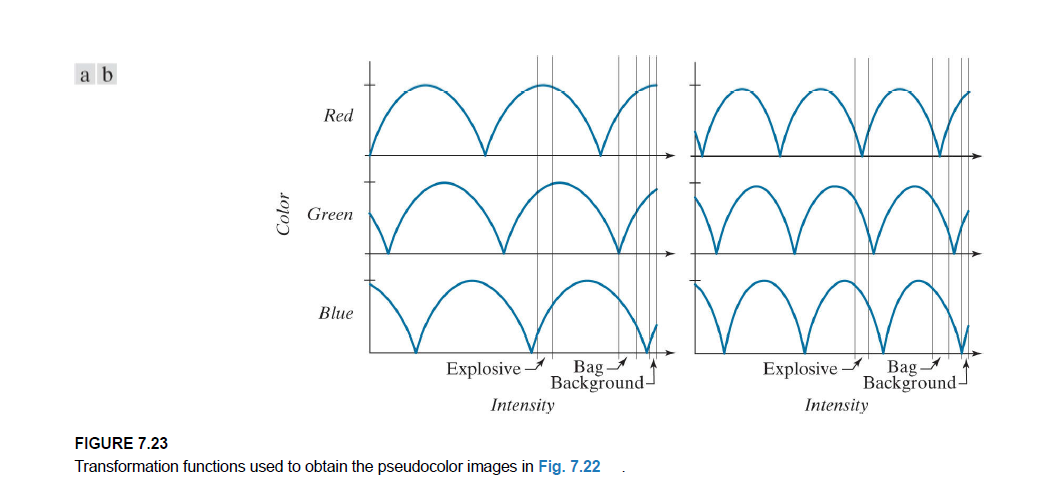 a b
Red
Green
Blue
Color
Explosive
Bag
Background
Intensity
Explosive
Bag
Background
Intensity
FIGURE 7.23
Transformation functions used to obtain the pseudocolor images in Fig. 7.22 .